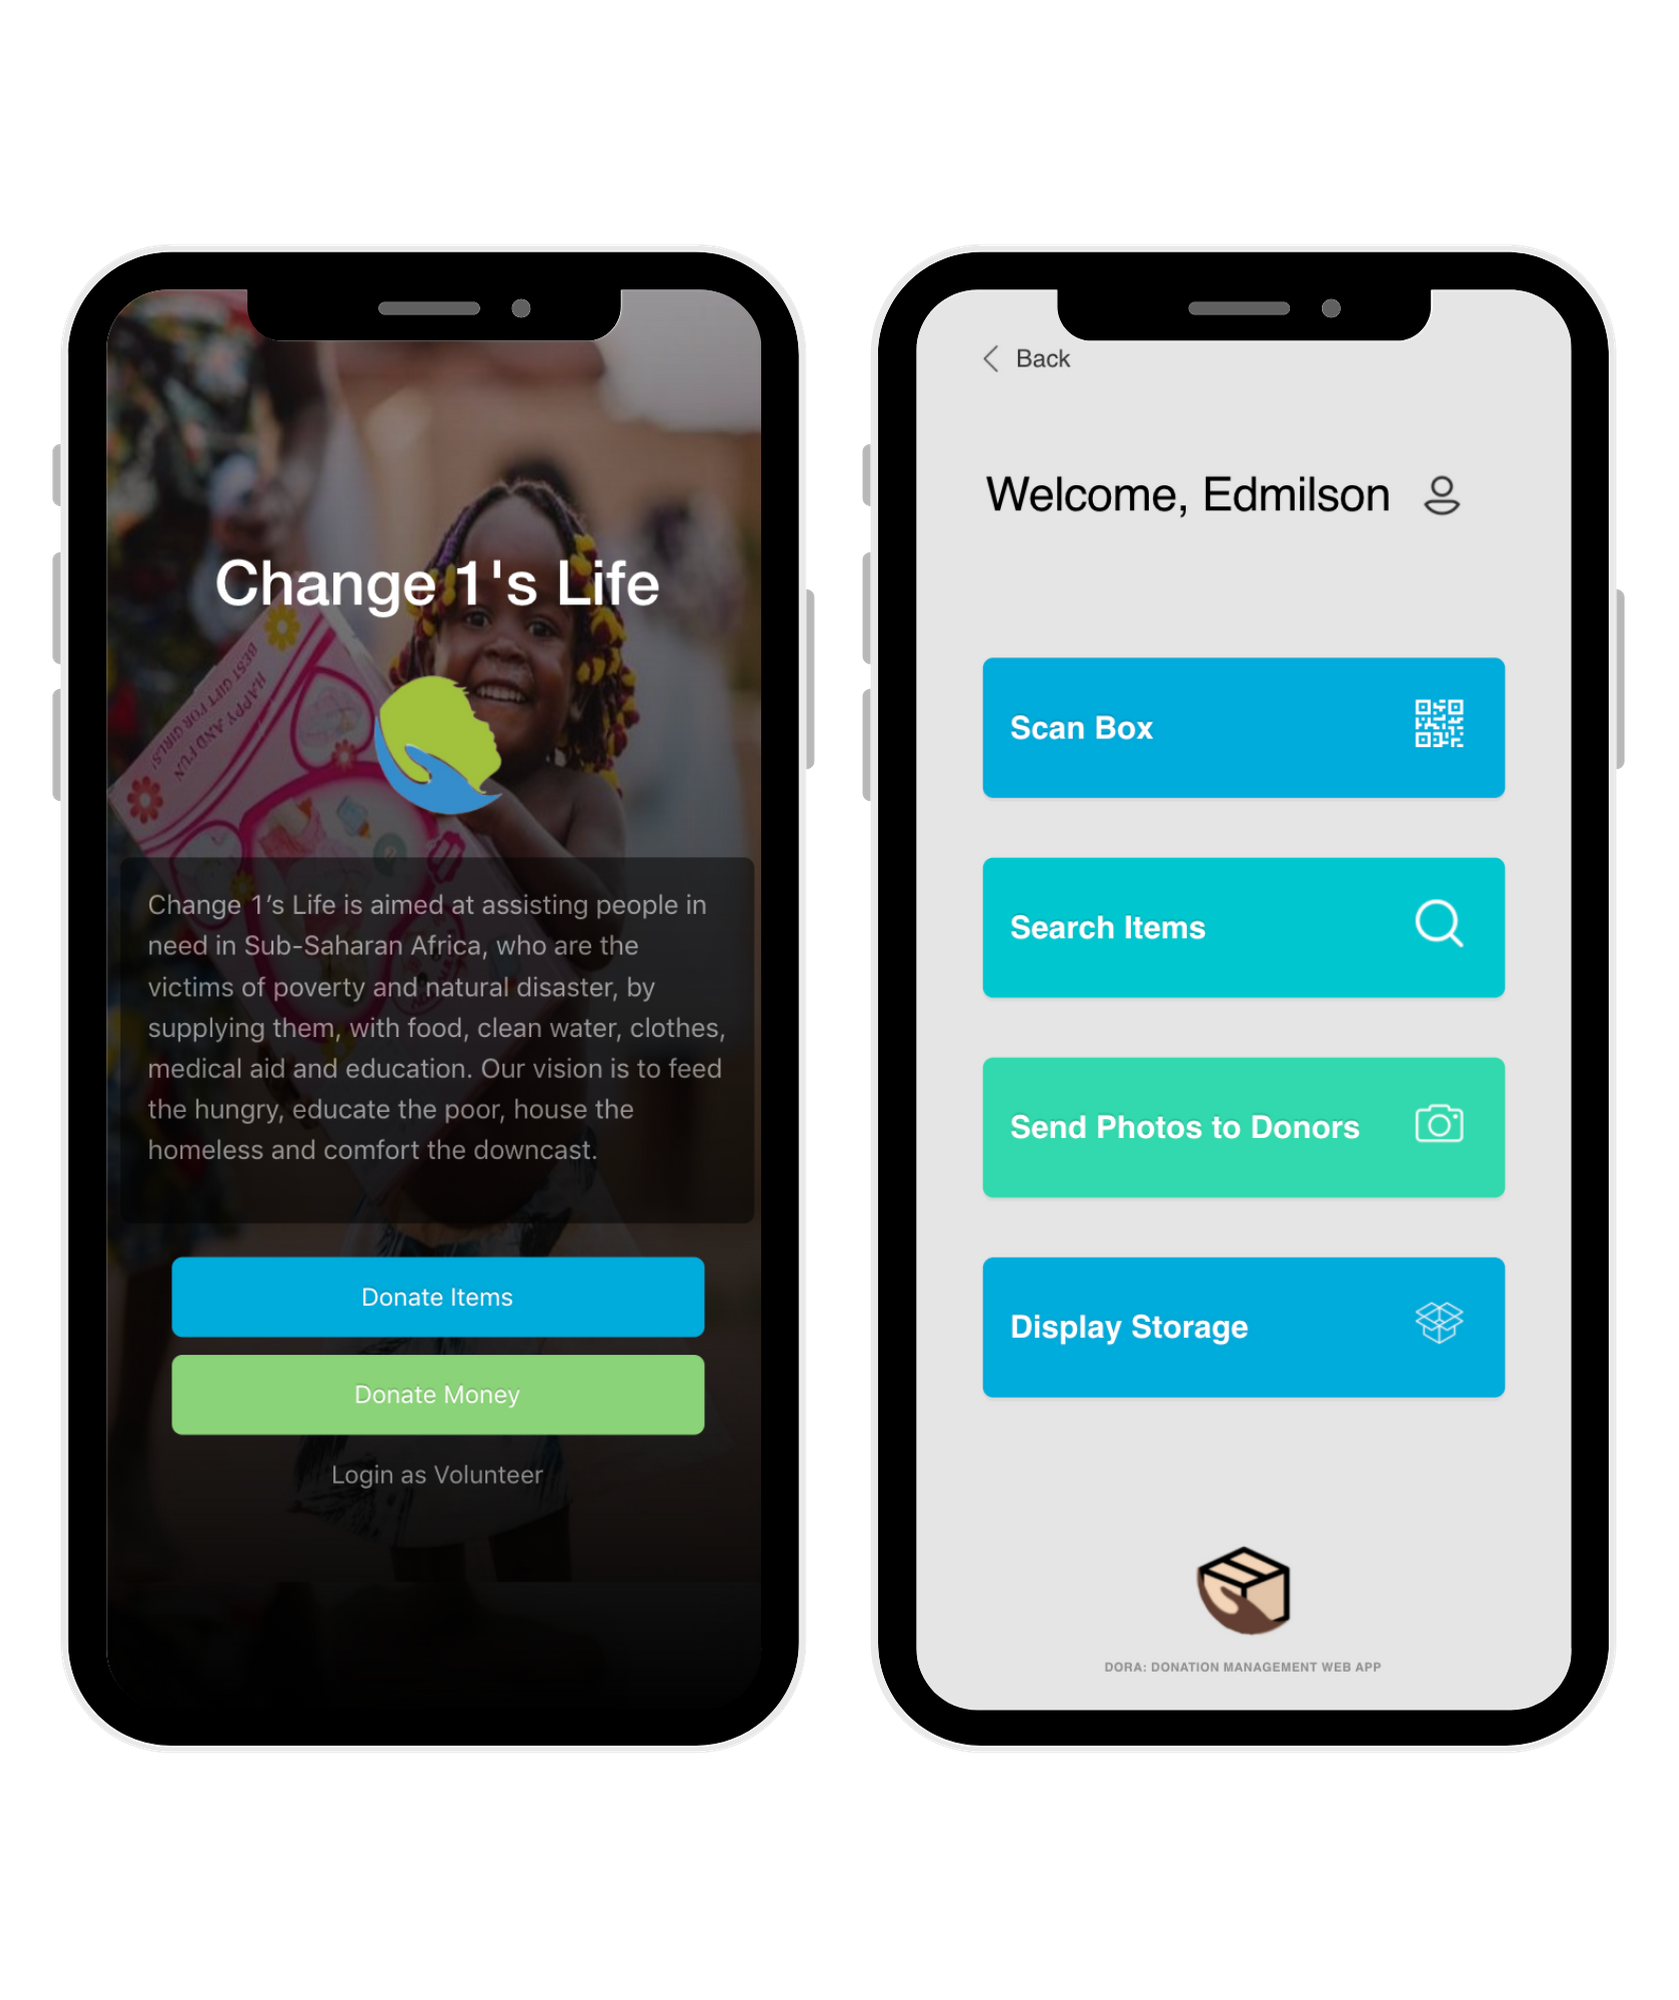 Change 1's Life
BEST GIFT FOR GIRLS!
HAPPY AND FUN
Change 1’s Life is aimed at assisting people in
need in Sub-Saharan Africa, who are the
victims of poverty and natural disaster, by
supplying them, with food, clean water, clothes,
medical aid and education. Our vision is to feed
the hungry, educate the poor, house the
homeless and comfort the downcast.
Donate Items
Donate Money
Login as Volunteer
Back
Welcome, Edmilson
Scan Box
Search Items
Send Photos to Donors
Display Storage
DORA: DONATION MANAGEMENT WEB APP